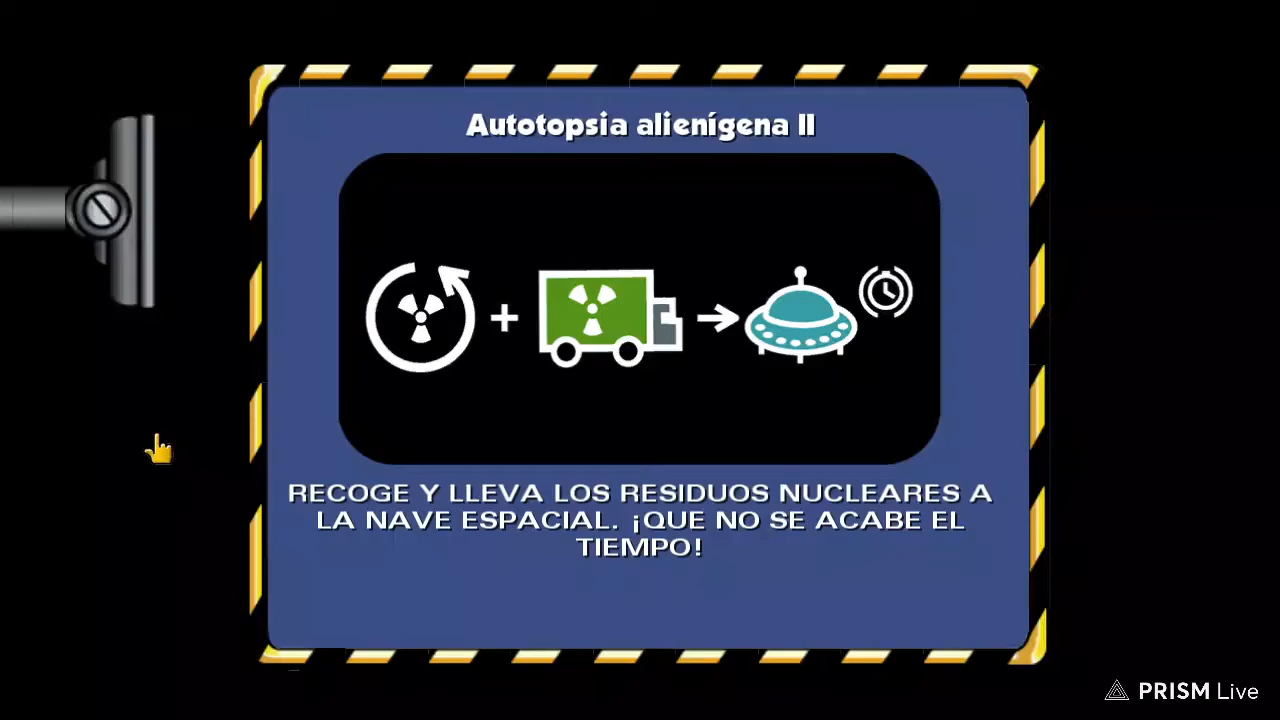 Autotopsia alienígena II
RECOGE Y LLEVA LOS RESIDUOS NUCLEARES A
LA NAVE ESPACIAL. ¡QUE NO SE ACABE EL
TIEMPO!
PRISM Live